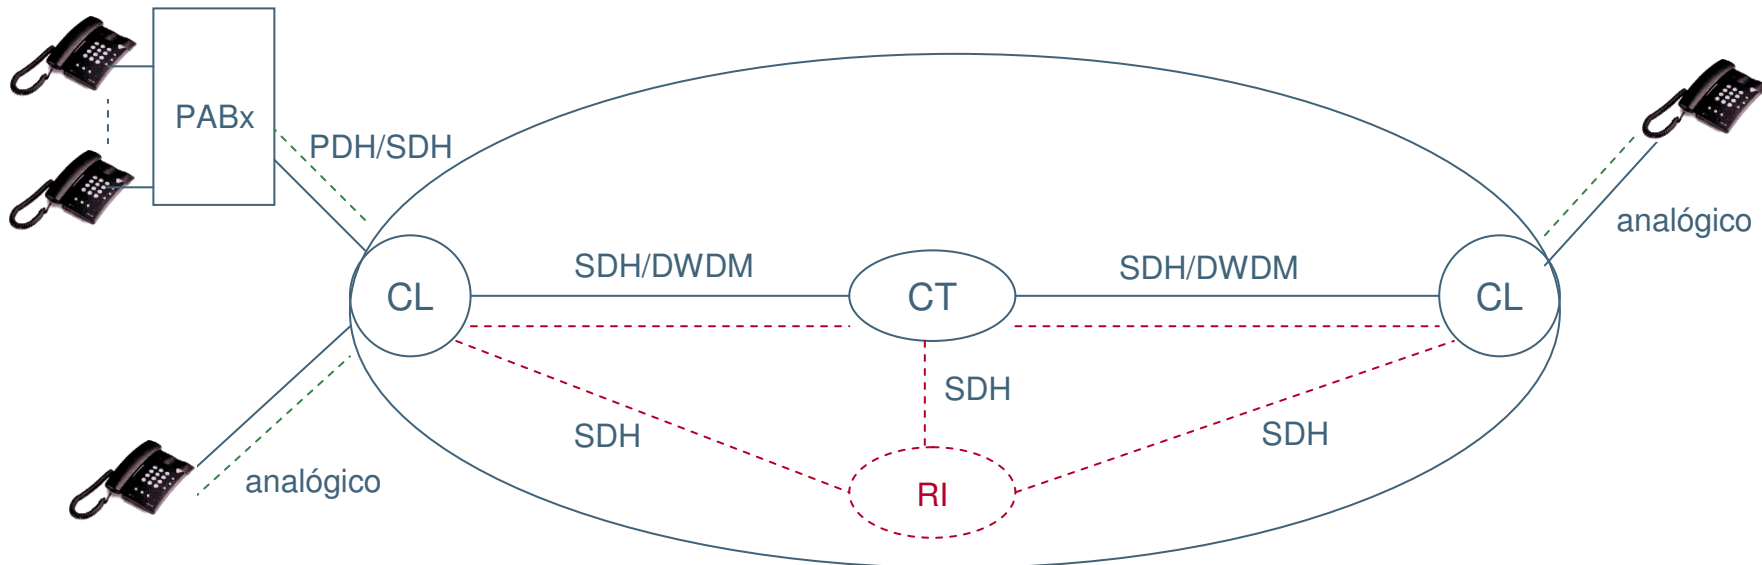 PABx
PDH/SDH
analógico
SDH/DWDM
SDH/DWDM
CL
CT
CL
SDH
SDH
SDH
analógico
RI